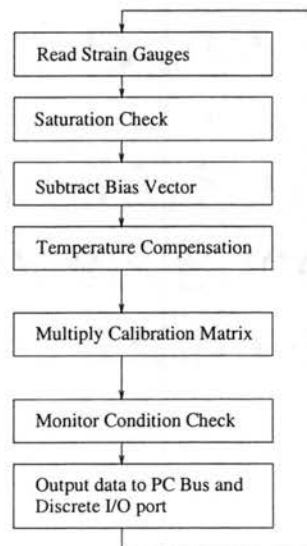 Read Strain Gauges
Saturation Check
Subtract Bias Vector
Temperature Compensation
Multiply Calibration Matrix
Monitor Condition Check
Output data to PC Bus and
Discrete I/O port